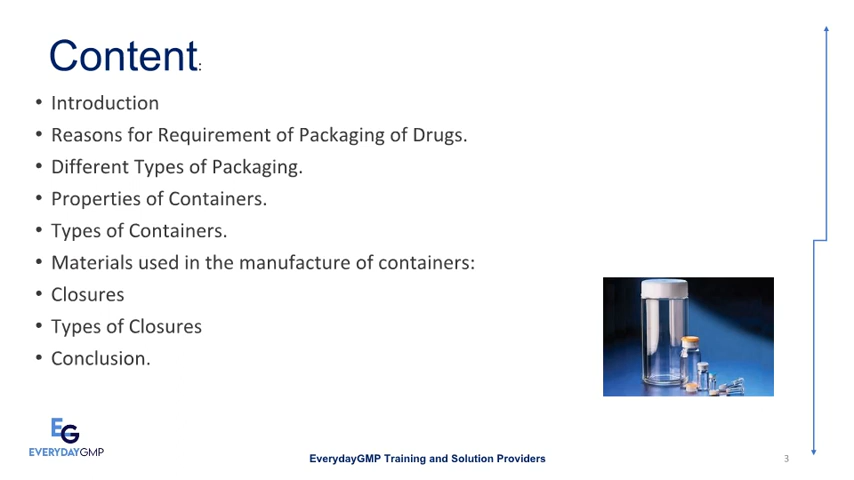 Content:
• Introduction
• Reasons for Requirement of Packaging of Drugs.
• Different Types of Packaging.
• Properties of Containers.
• Types of Containers.
• Materials used in the manufacture of containers:
• Closures
• Types of Closures
• Conclusion.
EG
EVERYDAYGMP
EverydayGMP Training and Solution Providers
3